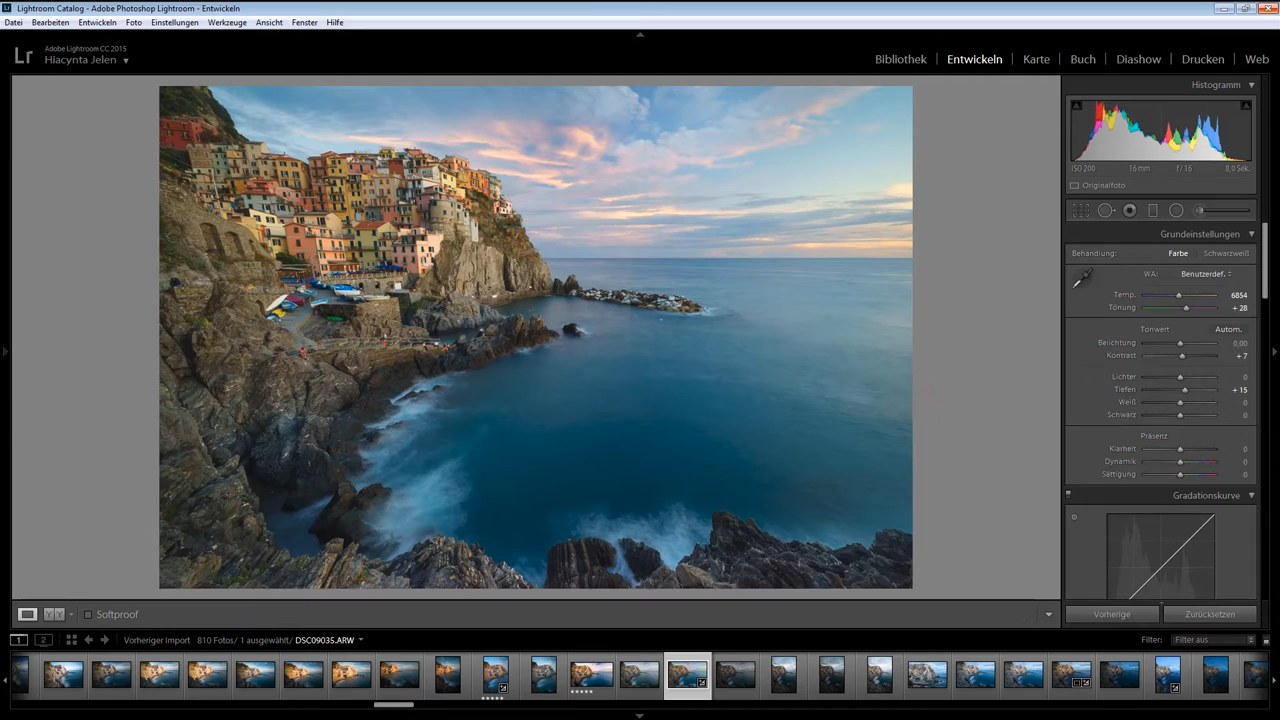 Lightroom Catalog - Adobe Photoshop Lightroom - Entwickeln
Datei Bearbeiten Entwickeln Foto Einstellungen Werkzeuge Ansicht Fenster Hilfe
Lr
Adobe Lightroom CC 2015
Hiacynta Jelen
Bibliothek | Entwickeln | Karte | Buch | Diashow | Drucken | Web
Histogramm
ISO 200 16 mm f / 16 8,0 Sek.
Originalfoto
Grundeinstellungen
Behandlung: Farbe Schwarzweiß
WA: Benutzerdef.
Temp. 6854
Tönung + 28
Tonwert Autom.
Belichtung 0,00
Kontrast + 7
Lichter 0
Tiefen + 15
Weiß 0
Schwarz 0
Präsenz
Klarheit 0
Dynamik 0
Sättigung 0
Gradationskurve
Vorherige Zurücksetzen
Y Y Softproof
1 2 Vorheriger Import 810 Fotos/ 1 ausgewählt/ DSC09035.ARW Filter: Filter aus